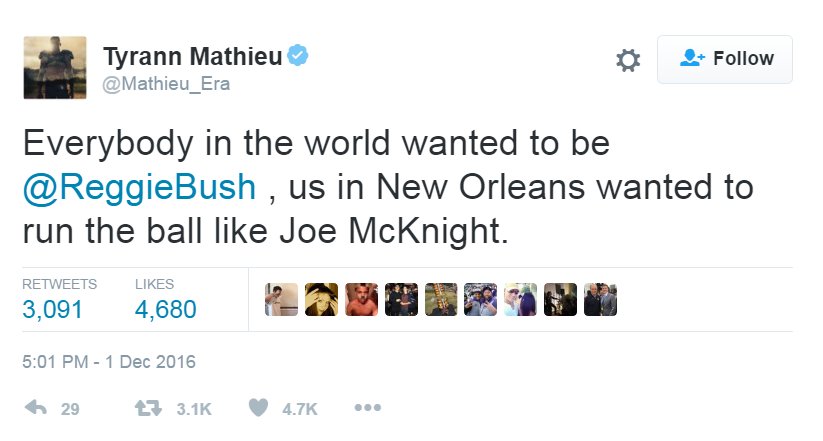 Tyrann Mathieu
@Mathieu_Era
Follow
Everybody in the world wanted to be
@ReggieBush , us in New Orleans wanted to
run the ball like Joe McKnight.
RETWEETS LIKES
3,091 4,680
5:01 PM - 1 Dec 2016
29 3.1K 4.7K